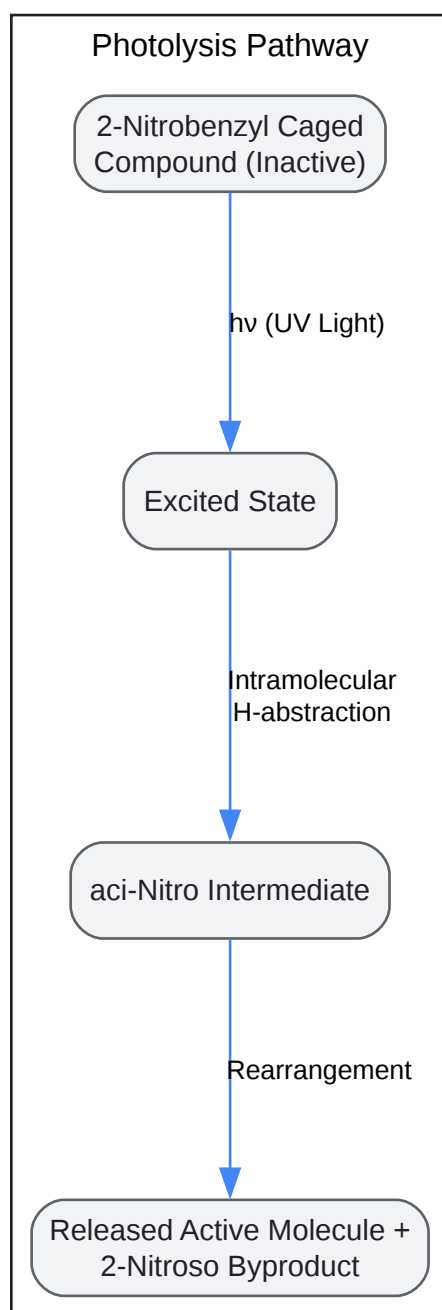 Photolysis Pathway
2-Nitrobenzyl Caged
Compound (Inactive)
hν (UV Light)
Excited State
Intramolecular
H-abstraction
aci-Nitro Intermediate
Rearrangement
Released Active Molecule +
2-Nitroso Byproduct